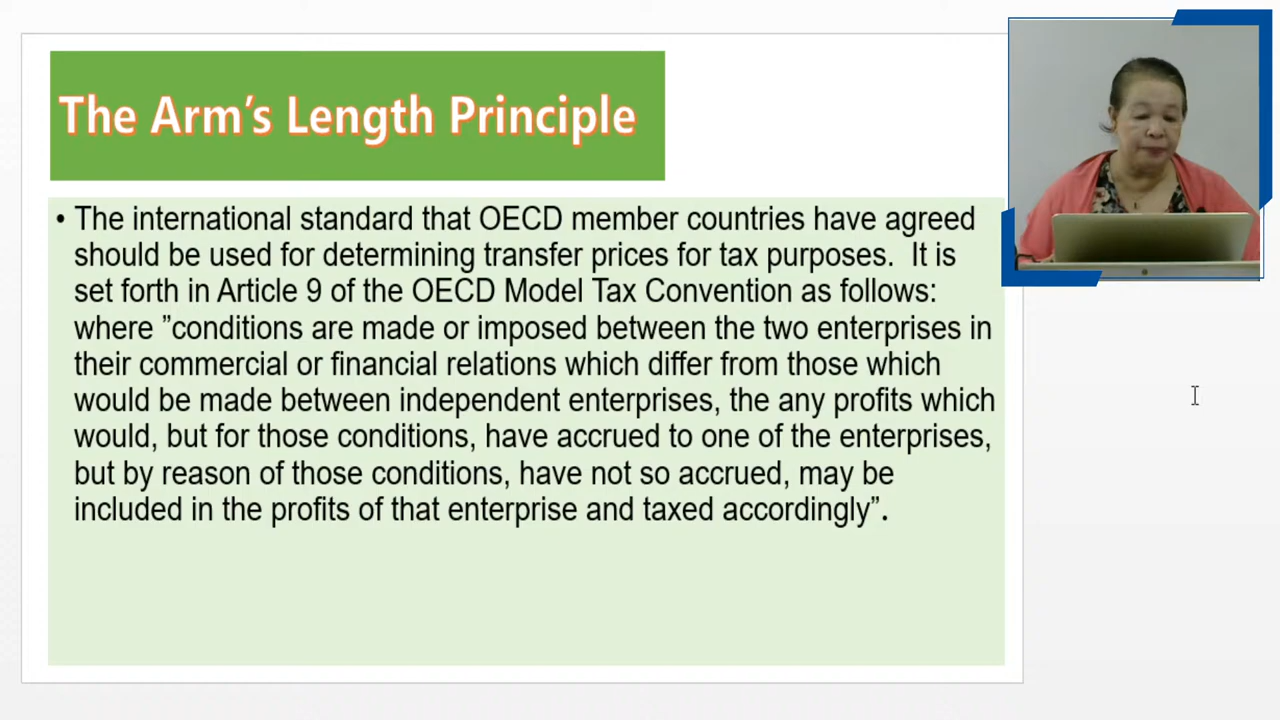 The Arm's Length Principle
• The international standard that OECD member countries have agreed
should be used for determining transfer prices for tax purposes.  It is
set forth in Article 9 of the OECD Model Tax Convention as follows:
where ”conditions are made or imposed between the two enterprises in
their commercial or financial relations which differ from those which
would be made between independent enterprises, the any profits which
would, but for those conditions, have accrued to one of the enterprises,
but by reason of those conditions, have not so accrued, may be
included in the profits of that enterprise and taxed accordingly”.